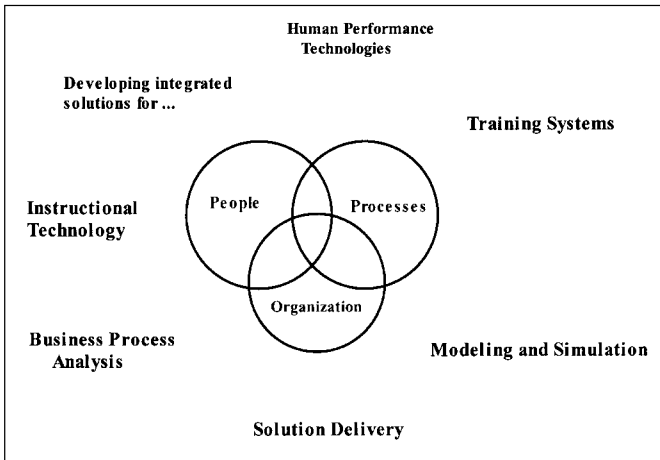 Human Performance
Technologies
Developing integrated
solutions for ...
Training Systems
People
Processes
Instructional
Technology
Organization
Business Process
Analysis
Modeling and Simulation
Solution Delivery